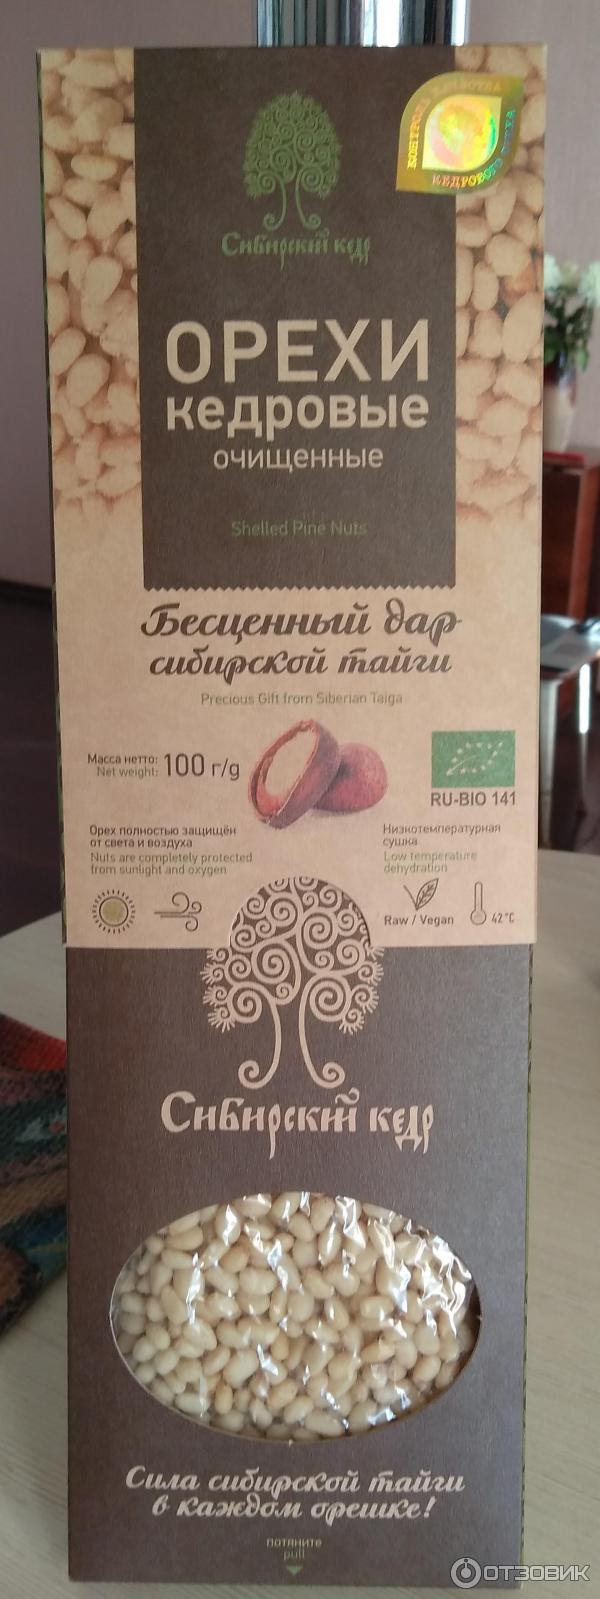 КОНТРОЛЬ КАЧЕСТВА
КЕДРОВОГО ОРЕХА
Сибирский кедр
ОРЕХИ
кедровые
очищенные
Shelled Pine Nuts
Бесценный дар
сибирской тайги
Precious Gift from Siberian Taiga
Масса нетто: 100 г/g
Net weight:
RU-BIO 141
Орех полностью защищён
от света и воздуха
Nuts are completely protected
from sunlight and oxygen
Низкотемпературная
сушка
Low temperature
dehydration
Raw / Vegan
42°C
Сибирский кедр
Сила сибирской тайги
в каждом орешке!
потяните
pull
ОТЗОВИК